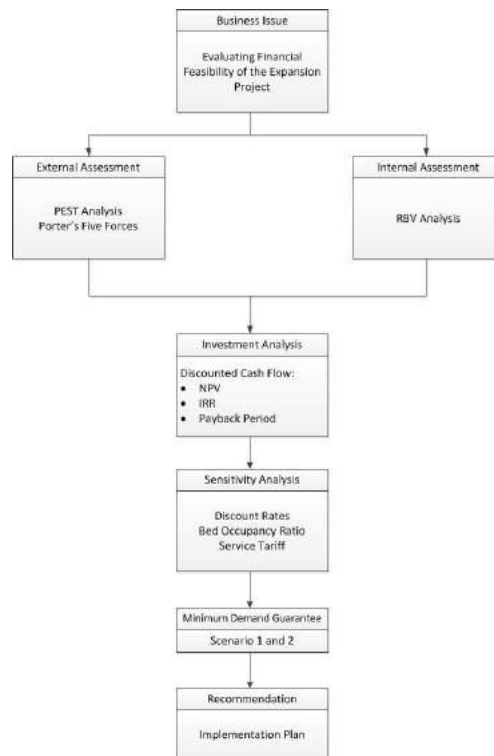 Business Issue
Evaluating Financial
Feasibility of the Expansion
Project
External Assessment
PEST Analysis
Porter's Five Forces
Internal Assessment
RBV Analysis
Investment Analysis
Discounted Cash Flow:
• NPV
• IRR
• Payback Period
Sensitivity Analysis
Discount Rates
Bed Occupancy Ratio
Service Tariff
Minimum Demand Guarantee
Scenario 1 and 2
Recommendation
Implementation Plan